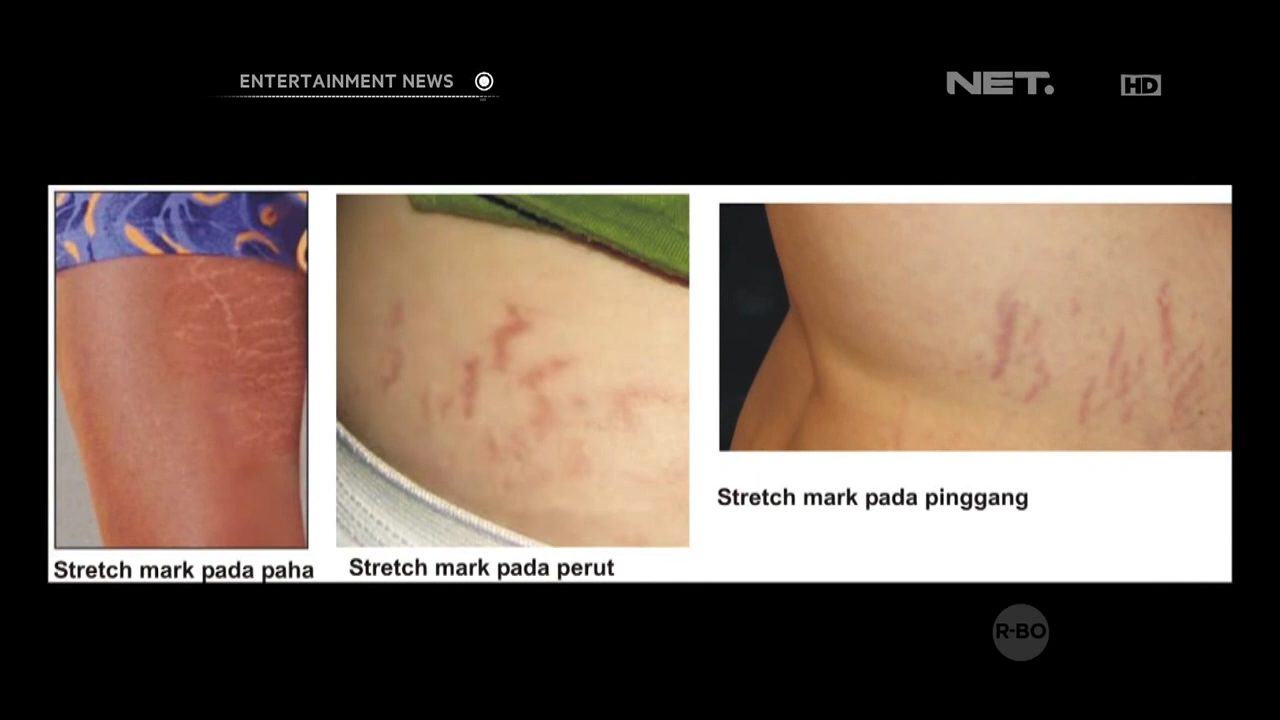 ENTERTAINMENT NEWS
NET.
HD
Stretch mark pada paha
Stretch mark pada perut
Stretch mark pada pinggang
R-BO